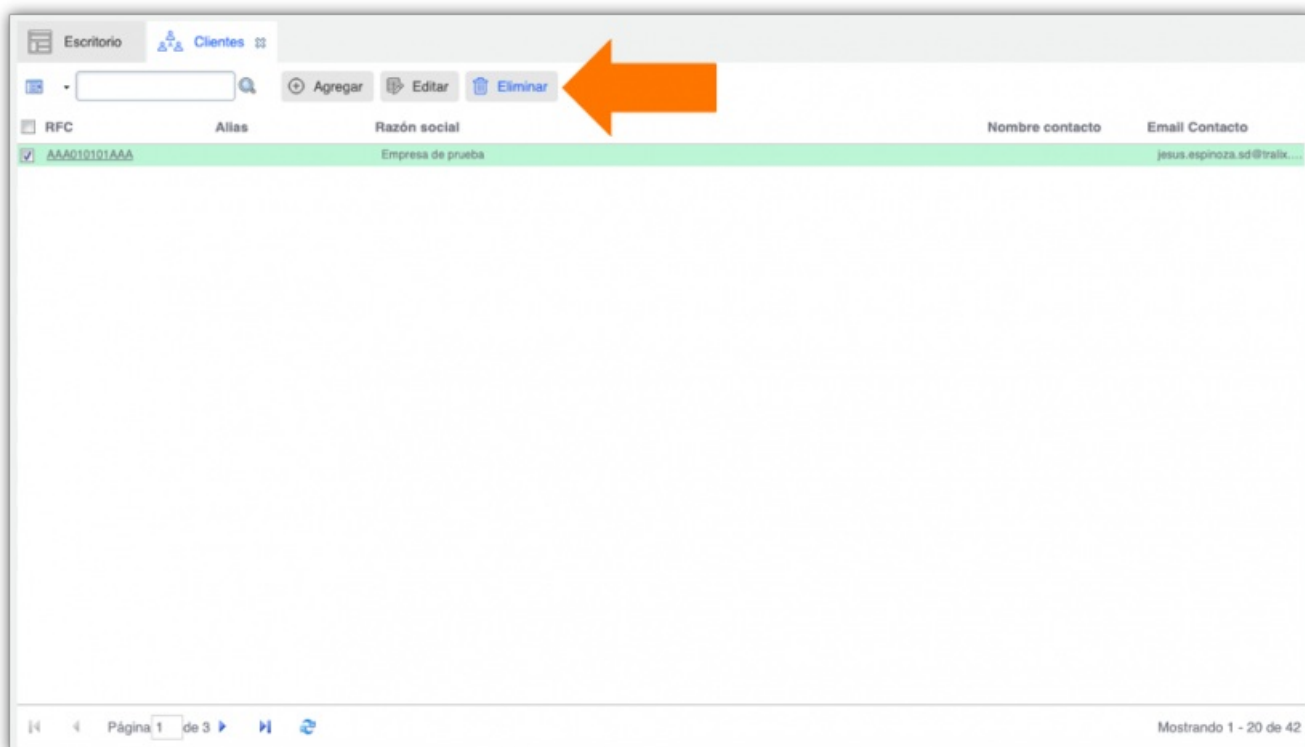 Escritorio Clientes
Agregar Editar Eliminar
RFC Alias Razón social Nombre contacto Email Contacto
AAA010101AAA Empresa de prueba jesus.espinoza.sd@tralix....
Página 1 de 3 Mostrando 1 - 20 de 42